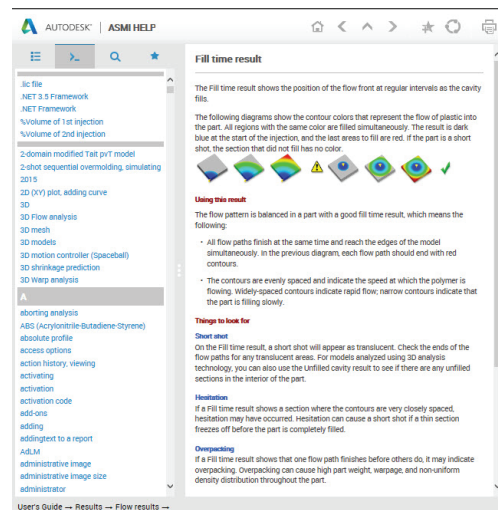 AUTODESK® | ASMI HELP
.lic file
.NET 3.5 Framework
.NET Framework
%Volume of 1st injection
%Volume of 2nd injection
2-domain modified Tait pvT model
2-shot sequential overmolding, simulating
2015
2D (XY) plot, adding curve
3D
3D Flow analysis
3D mesh
3D models
3D motion controller (Spaceball)
3D shrinkage prediction
3D Warp analysis
A
aborting analysis
ABS (Acrylonitrile-Butadiene-Styrene)
absolute profile
access options
action history, viewing
activating
activation
activation code
add-ons
adding
addingtext to a report
AdLM
administrative image
administrative image size
administrator
Fill time result
The Fill time result shows the position of the flow front at regular intervals as the cavity
fills.
The following diagrams show the contour colors that represent the flow of plastic into
the part. All regions with the same color are filled simultaneously. The result is dark
blue at the start of the injection, and the last areas to fill are red. If the part is a short
shot, the section that did not fill has no color.
Using this result
The flow pattern is balanced in a part with a good fill time result, which means the
following:
• All flow paths finish at the same time and reach the edges of the model
simultaneously. In the previous diagram, each flow path should end with red
contours.
• The contours are evenly spaced and indicate the speed at which the polymer is
flowing. Widely-spaced contours indicate rapid flow; narrow contours indicate that
the part is filling slowly.
Things to look for
Short shot
On the Fill time result, a short shot will appear as translucent. Check the ends of the
flow paths for any translucent areas. For models analyzed using 3D analysis
technology, you can also use the Unfilled cavity result to see if there are any unfilled
sections in the interior of the part.
Hesitation
If a Fill time result shows a section where the contours are very closely spaced,
hesitation may have occurred. Hesitation can cause a short shot if a thin section
freezes off before the part is completely filled.
Overpacking
If a Fill time result shows that one flow path finishes before others do, it may indicate
overpacking. Overpacking can cause high part weight, warpage, and non-uniform
density distribution throughout the part.
User's Guide → Results → Flow results →